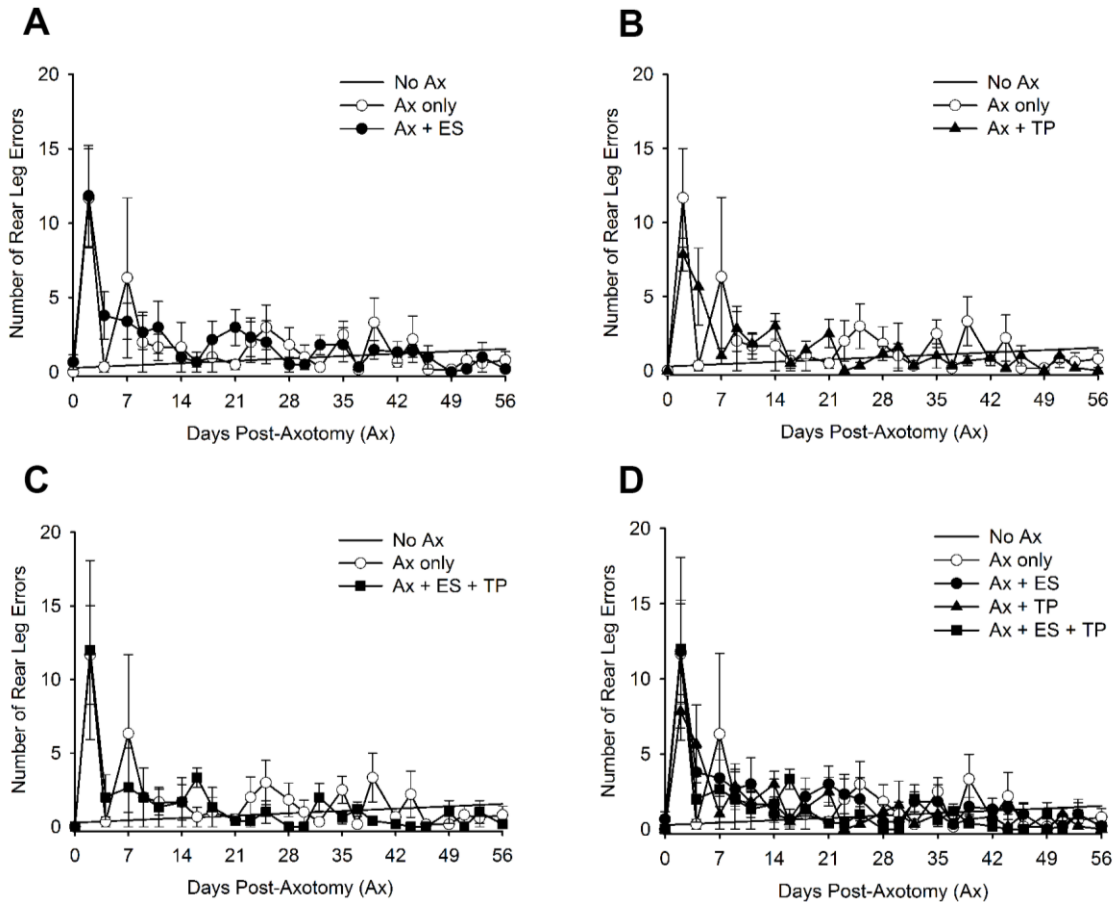 A
20
15
10
5
0
Number of Rear Leg Errors
No Ax
Ax only
Ax + ES
0 7 14 21 28 35 42 49 56
Days Post-Axotomy (Ax)
B
20
15
10
5
0
Number of Rear Leg Errors
No Ax
Ax only
Ax + TP
0 7 14 21 28 35 42 49 56
Days Post-Axotomy (Ax)
C
20
15
10
5
0
Number of Rear Leg Errors
No Ax
Ax only
Ax + ES + TP
0 7 14 21 28 35 42 49 56
Days Post-Axotomy (Ax)
D
20
15
10
5
0
Number of Rear Leg Errors
No Ax
Ax only
Ax + ES
Ax + TP
Ax + ES + TP
0 7 14 21 28 35 42 49 56
Days Post-Axotomy (Ax)